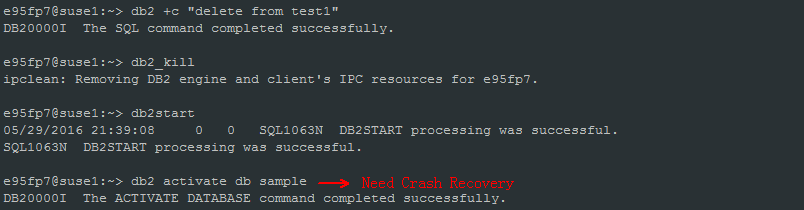 e95fp7@suse1:~> db2 +c "delete from test1"
DB20000I  The SQL command completed successfully.
e95fp7@suse1:~> db2_kill
ipclean: Removing DB2 engine and client's IPC resources for e95fp7.
e95fp7@suse1:~> db2start
05/29/2016 21:39:08     0   0   SQL1063N  DB2START processing was successful.
SQL1063N  DB2START processing was successful.
e95fp7@suse1:~> db2 activate db sample → Need Crash Recovery
DB20000I  The ACTIVATE DATABASE command completed successfully.